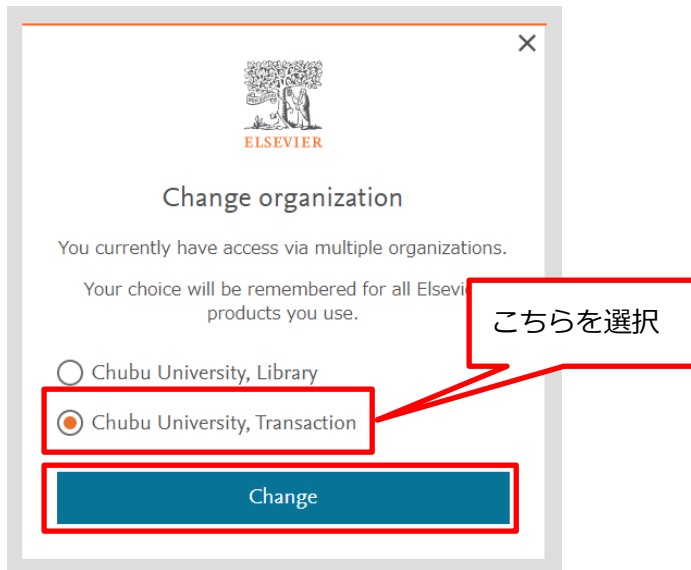 ELSEVIER
Change organization
You currently have access via multiple organizations.
Your choice will be remembered for all
products you use.
こちらを選択
Chubu University, Library
Chubu University, Transaction
Change